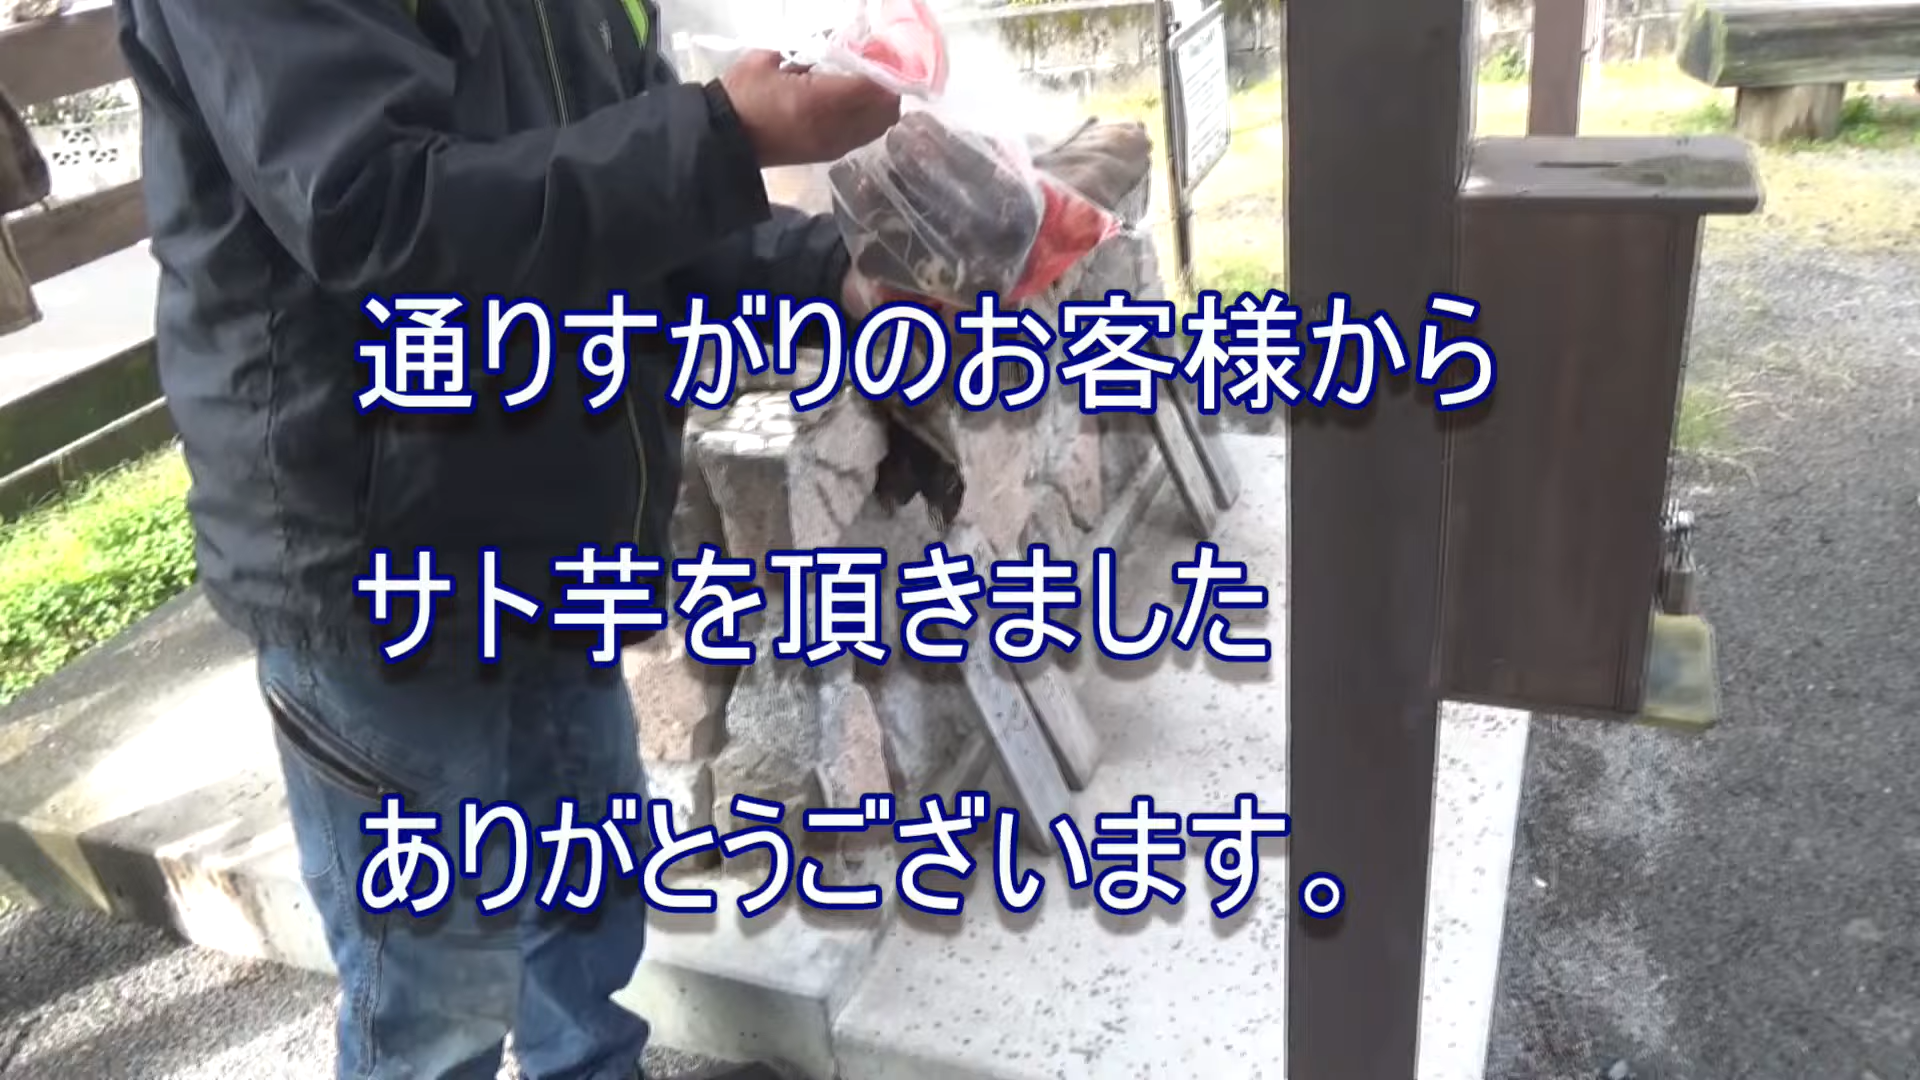 通りすがりのお客様から
サト芋を頂きました
ありがとうございます。